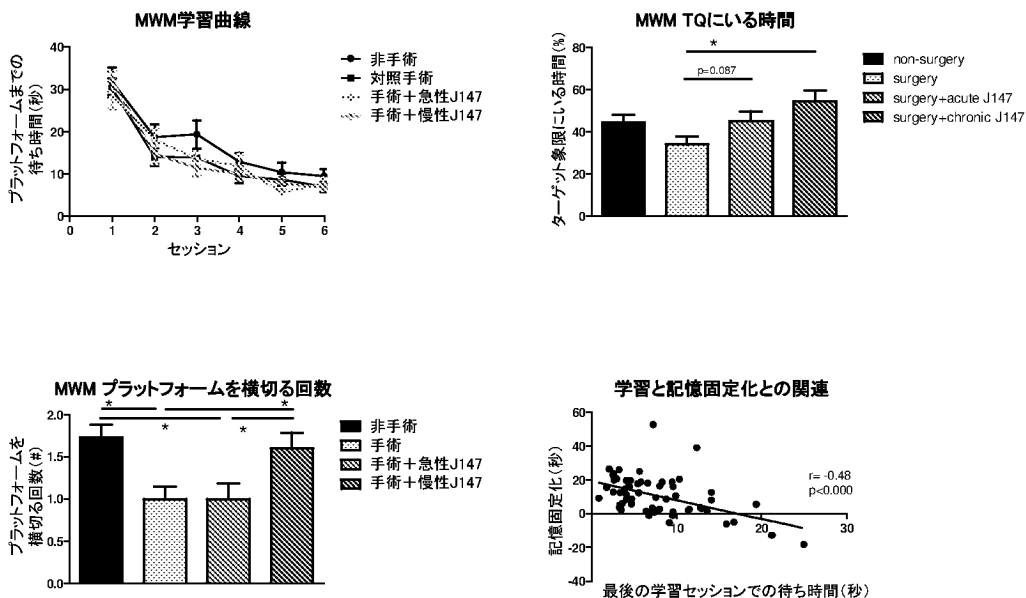 MWM学習曲線
プラットフォームまでの
待ち時間(秒)
40
30
20
10
0
0
1
2
3
4
5
6
セッション
非手術
対照手術
手術+急性J147
手術+慢性J147
MWM TQにいる時間
ターゲット象限にいる時間(%)
80
60
40
20
0
*
p=0.087
non-surgery
surgery
surgery+acute J147
surgery+chronic J147
MWM プラットフォームを横切る回数
プラットフォームを
横切る回数(#)
2.0
1.5
1.0
0.5
0.0
*
*
*
*
非手術
手術
手術+急性J147
手術+慢性J147
学習と記憶固定化との関連
記憶固定化(秒)
60
40
20
0
-20
-40
10
20
30
r= -0.48
p<0.000
最後の学習セッションでの待ち時間(秒)